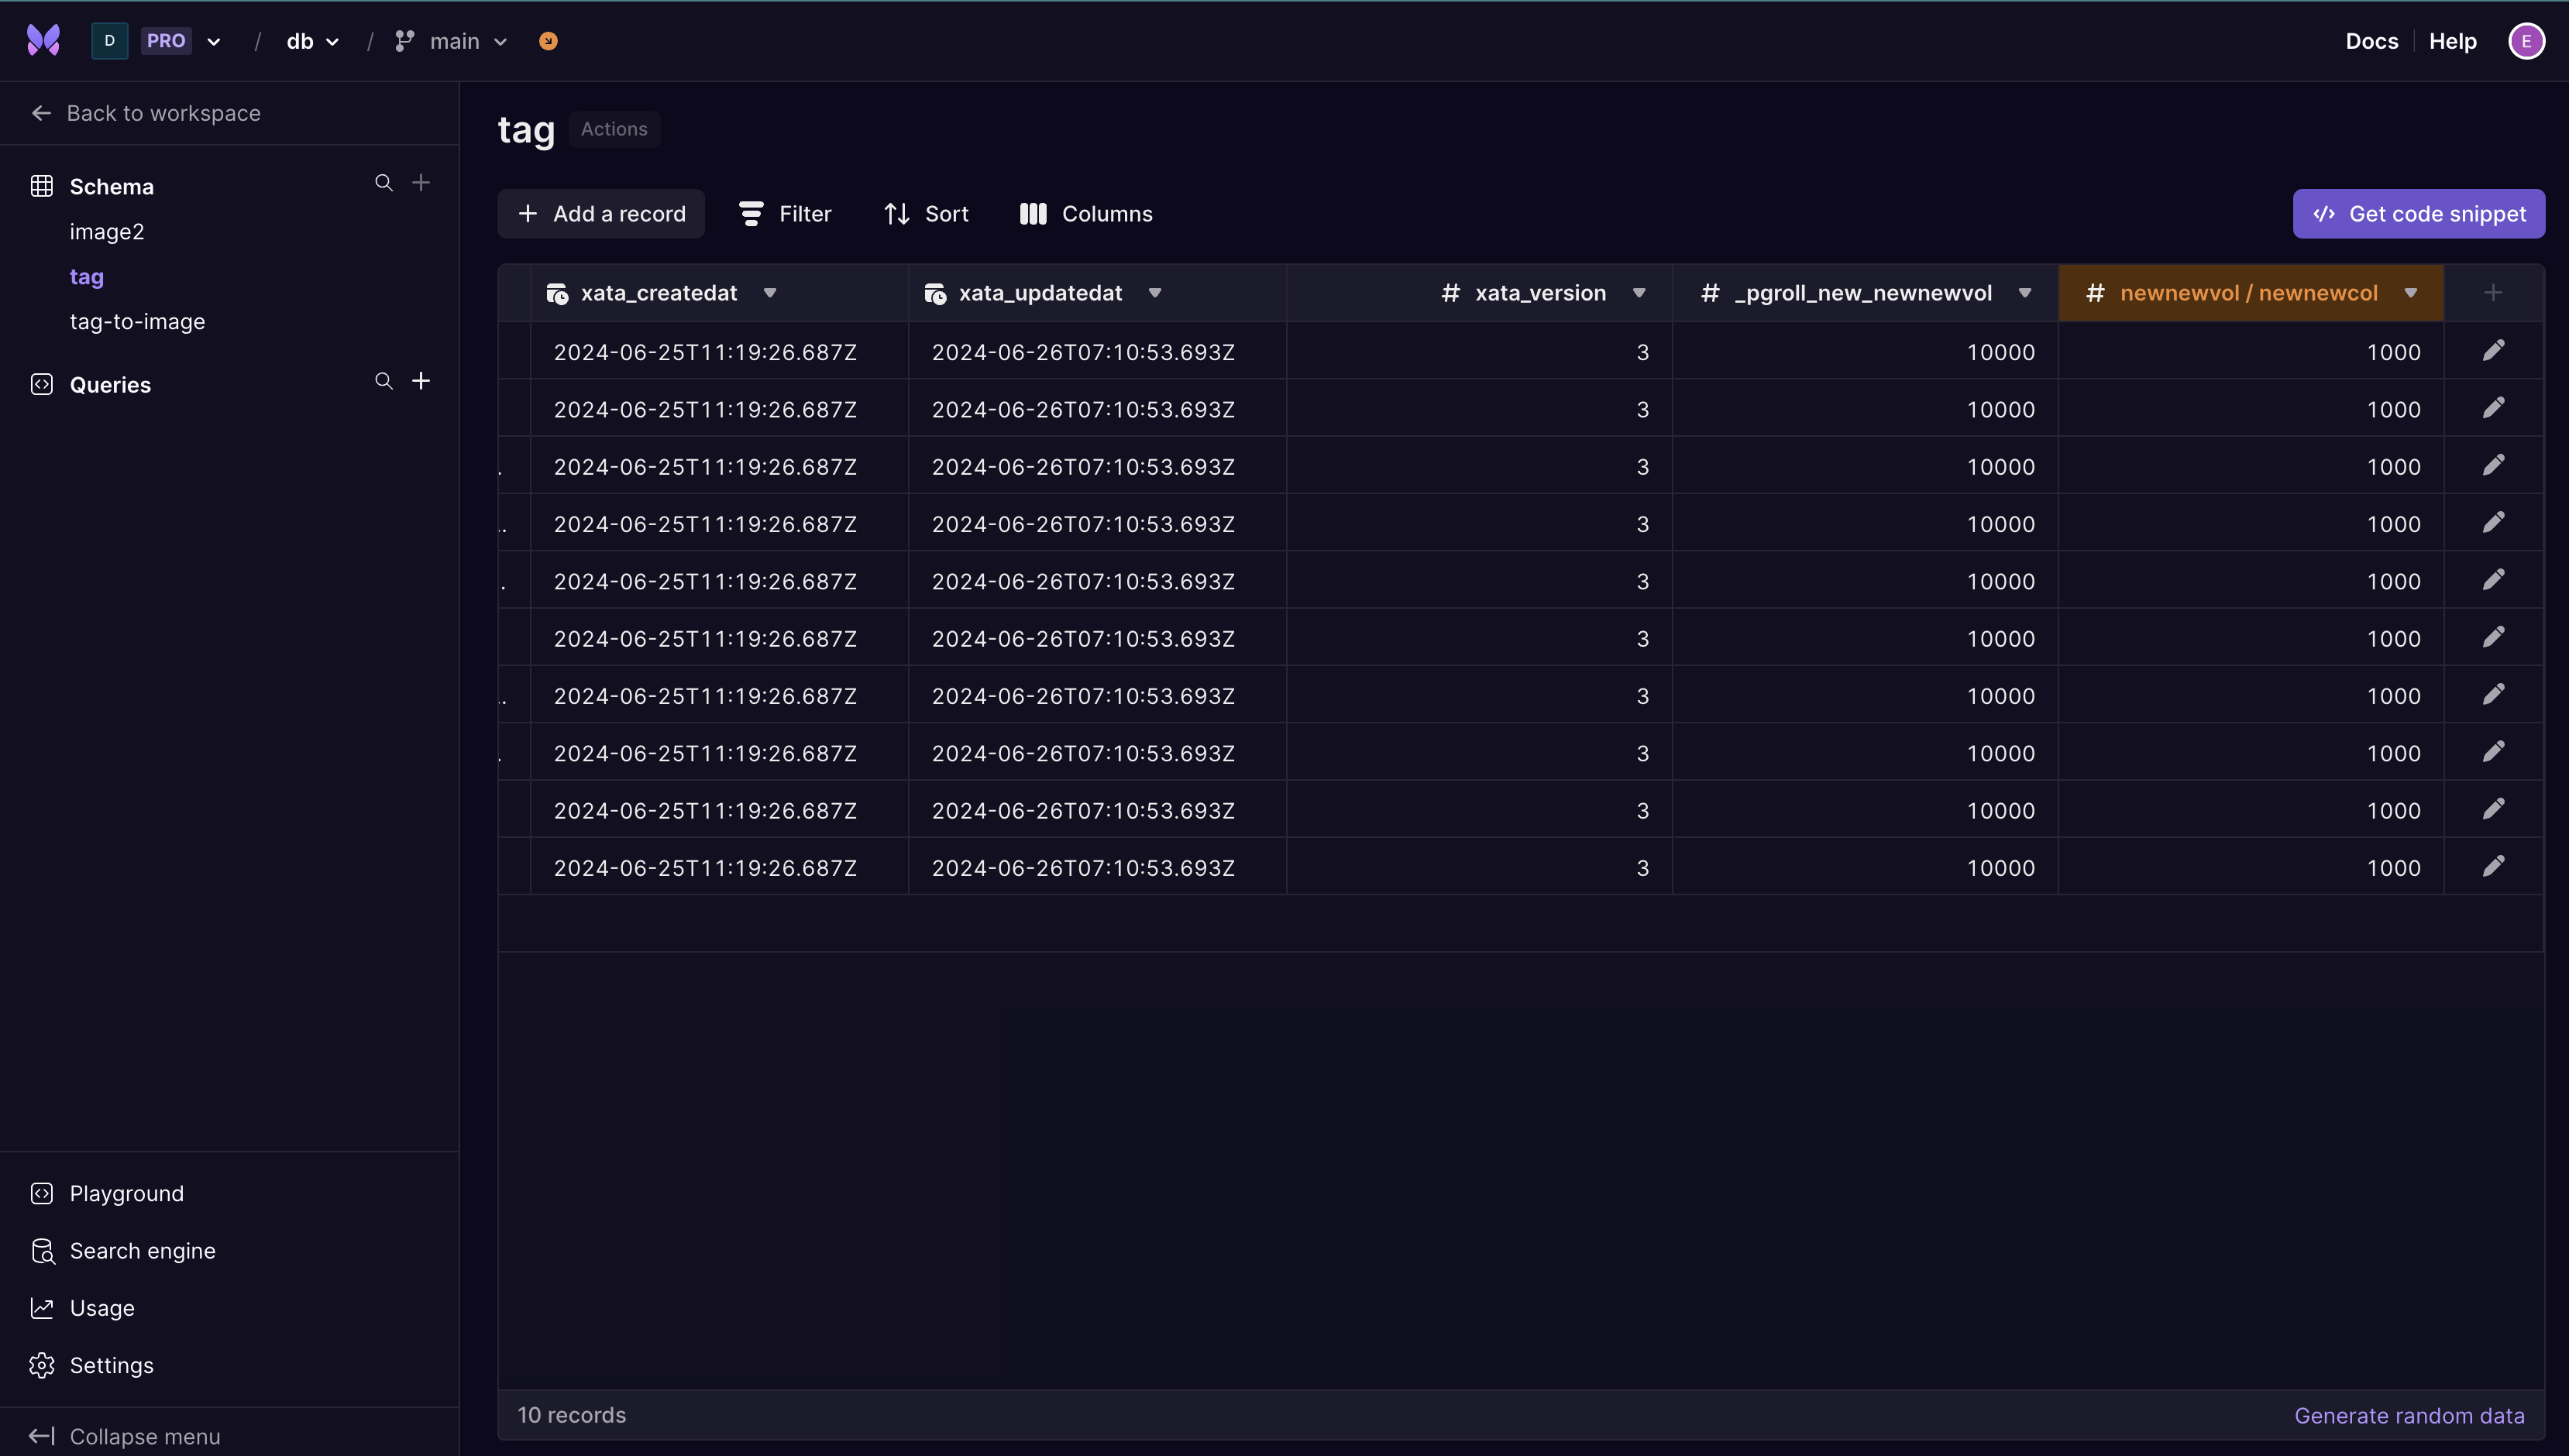 D PRO / db / main Docs Help E
Back to workspace
Schema
image2
tag
tag-to-image
Queries
Playground
Search engine
Usage
Settings
Collapse menu
tag Actions
Add a record Filter Sort Columns Get code snippet
xata_createdat xata_updatedat # xata_version # _pgroll_new_newnewvol # newnewvol / newnewcol
2024-06-25T11:19:26.687Z 2024-06-26T07:10:53.693Z 3 10000 1000
2024-06-25T11:19:26.687Z 2024-06-26T07:10:53.693Z 3 10000 1000
. 2024-06-25T11:19:26.687Z 2024-06-26T07:10:53.693Z 3 10000 1000
.. 2024-06-25T11:19:26.687Z 2024-06-26T07:10:53.693Z 3 10000 1000
. 2024-06-25T11:19:26.687Z 2024-06-26T07:10:53.693Z 3 10000 1000
2024-06-25T11:19:26.687Z 2024-06-26T07:10:53.693Z 3 10000 1000
.. 2024-06-25T11:19:26.687Z 2024-06-26T07:10:53.693Z 3 10000 1000
. 2024-06-25T11:19:26.687Z 2024-06-26T07:10:53.693Z 3 10000 1000
2024-06-25T11:19:26.687Z 2024-06-26T07:10:53.693Z 3 10000 1000
2024-06-25T11:19:26.687Z 2024-06-26T07:10:53.693Z 3 10000 1000
10 records Generate random data